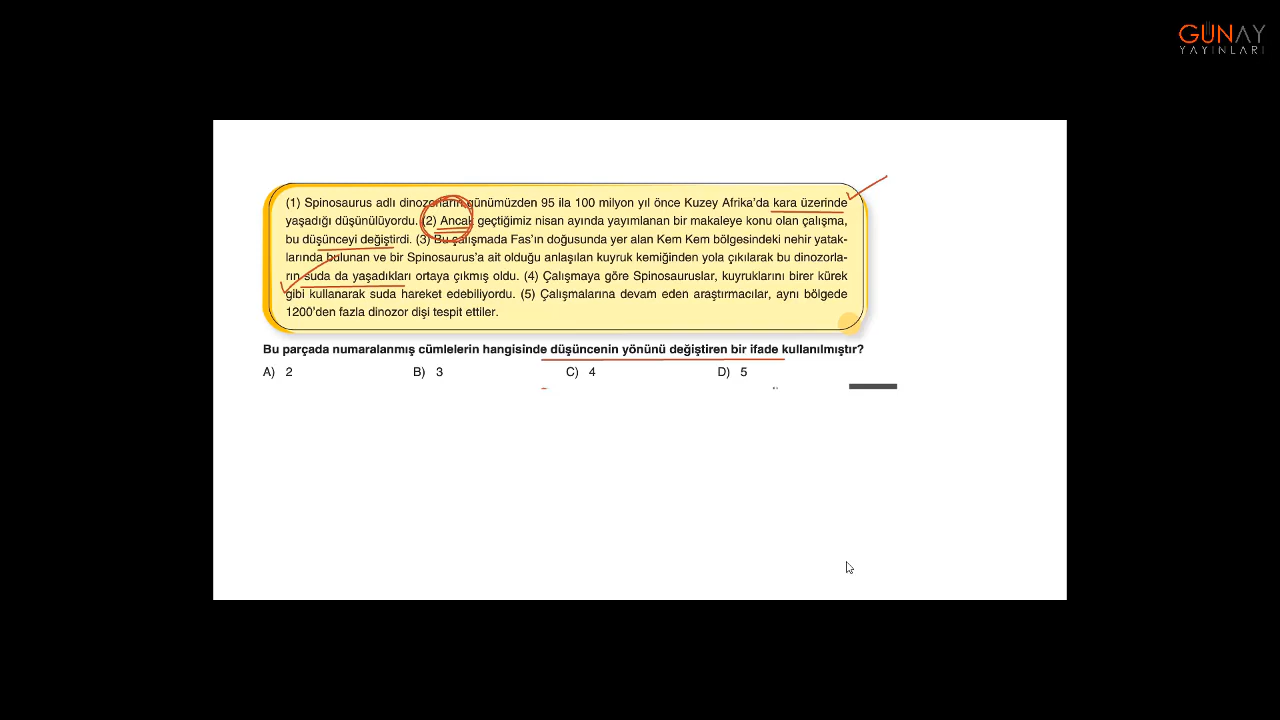 GÜNAY
YAYINLARI
(1) Spinosaurus adlı dinozorların günümüzden 95 ila 100 milyon yıl önce Kuzey Afrika'da kara üzerinde
yaşadığı düşünülüyordu. (2) Ancak geçtiğimiz nisan ayında yayımlanan bir makaleye konu olan çalışma,
bu düşünceyi değiştirdi. (3) Bu çalışmada Fas'ın doğusunda yer alan Kem Kem bölgesindeki nehir yatak-
larında bulunan ve bir Spinosaurus'a ait olduğu anlaşılan kuyruk kemiğinden yola çıkılarak bu dinozorla-
rın suda da yaşadıkları ortaya çıkmış oldu. (4) Çalışmaya göre Spinosauruslar, kuyruklarını birer kürek
gibi kullanarak suda hareket edebiliyordu. (5) Çalışmalarına devam eden araştırmacılar, aynı bölgede
1200'den fazla dinozor dişi tespit ettiler.
Bu parçada numaralanmış cümlelerin hangisinde düşüncenin yönünü değiştiren bir ifade kullanılmıştır?
A) 2 B) 3 C) 4 D) 5